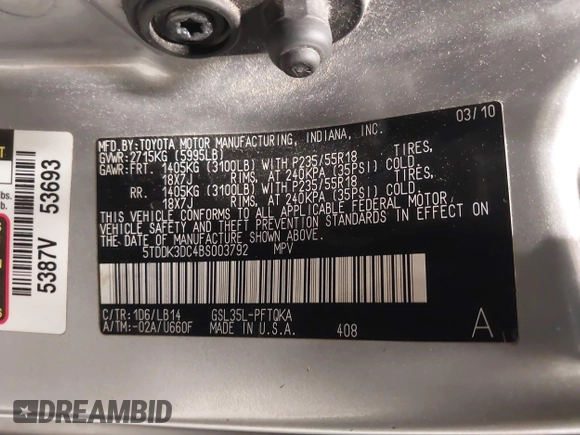 MFD.BY:TOYOTA MOTOR MANUFACTURING, INDIANA, INC. 03/10
GVWR:2715KG (5995LB)
GAWR:FRT. 1405KG (3100LB) WITH P235/55R18 TIRES,
18X7J RIMS, AT 240KPA (35PSI) COLD.
RR. 1405KG (3100LB) WITH P235/55R18 TIRES,
18X7J RIMS, AT 240KPA (35PSI) COLD.
THIS VEHICLE CONFORMS TO ALL APPLICABLE FEDERAL MOTOR
VEHICLE SAFETY AND THEFT PREVENTION STANDARDS IN EFFECT ON
THE DATE OF MANUFACTURE SHOWN ABOVE.
5TDDK3DC4BS003792 MPV
C/TR:1D6/LB14 GSL35L-PFTQKA
A/TM:-02A/U660F MADE IN U.S.A. 408 A
5387V 53693
lbs.
b.
DREAMBID